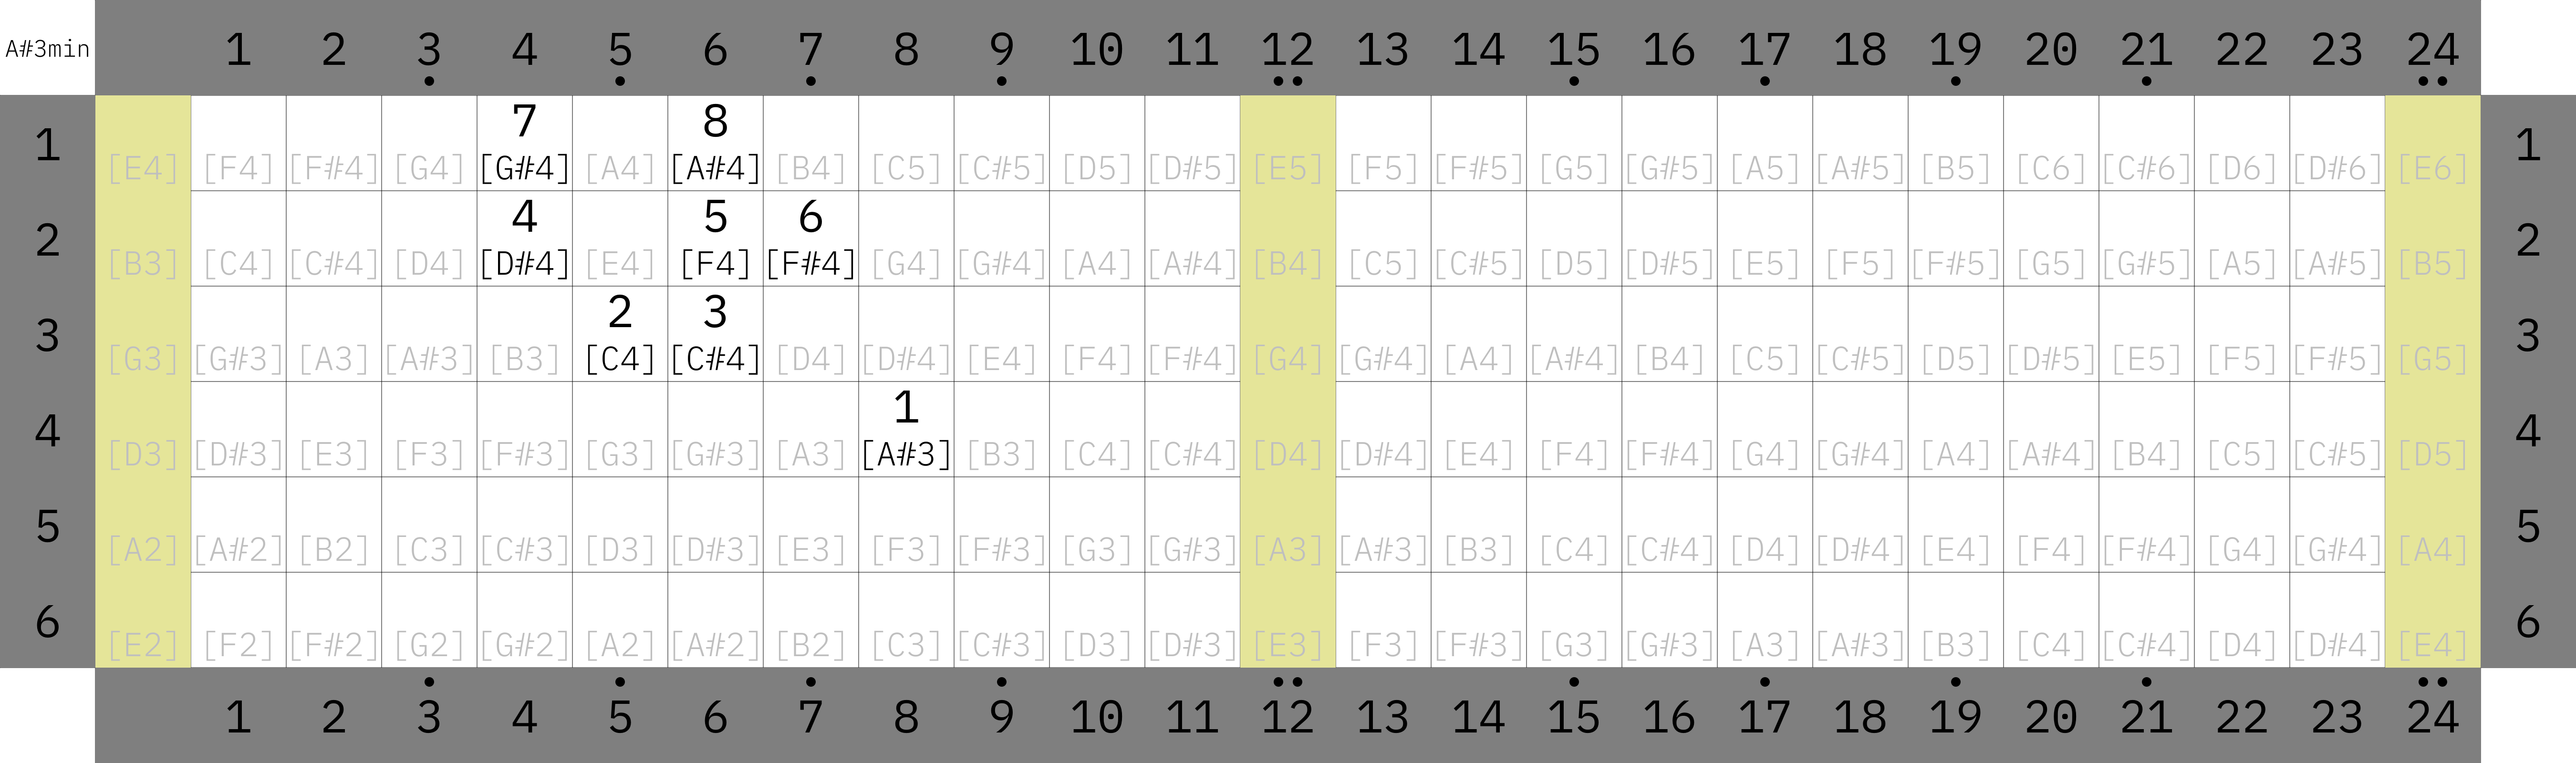 A#3min 1 2 3 4 5 6 7 8 9 10 11 12 13 14 15 16 17 18 19 20 21 22 23 24
7 8
1 [E4] [F4] [F#4] [G4] [G#4] [A4] [A#4] [B4] [C5] [C#5] [D5] [D#5] [E5] [F5] [F#5] [G5] [G#5] [A5] [A#5] [B5] [C6] [C#6] [D6] [D#6] [E6] 1
4 5 6
2 [B3] [C4] [C#4] [D4] [D#4] [E4] [F4] [F#4] [G4] [G#4] [A4] [A#4] [B4] [C5] [C#5] [D5] [D#5] [E5] [F5] [F#5] [G5] [G#5] [A5] [A#5] [B5] 2
2 3
3 [G3] [G#3] [A3] [A#3] [B3] [C4] [C#4] [D4] [D#4] [E4] [F4] [F#4] [G4] [G#4] [A4] [A#4] [B4] [C5] [C#5] [D5] [D#5] [E5] [F5] [F#5] [G5] 3
1
4 [D3] [D#3] [E3] [F3] [F#3] [G3] [G#3] [A3] [A#3] [B3] [C4] [C#4] [D4] [D#4] [E4] [F4] [F#4] [G4] [G#4] [A4] [A#4] [B4] [C5] [C#5] [D5] 4
5 [A2] [A#2] [B2] [C3] [C#3] [D3] [D#3] [E3] [F3] [F#3] [G3] [G#3] [A3] [A#3] [B3] [C4] [C#4] [D4] [D#4] [E4] [F4] [F#4] [G4] [G#4] [A4] 5
6 [E2] [F2] [F#2] [G2] [G#2] [A2] [A#2] [B2] [C3] [C#3] [D3] [D#3] [E3] [F3] [F#3] [G3] [G#3] [A3] [A#3] [B3] [C4] [C#4] [D4] [D#4] [E4] 6
1 2 3 4 5 6 7 8 9 10 11 12 13 14 15 16 17 18 19 20 21 22 23 24